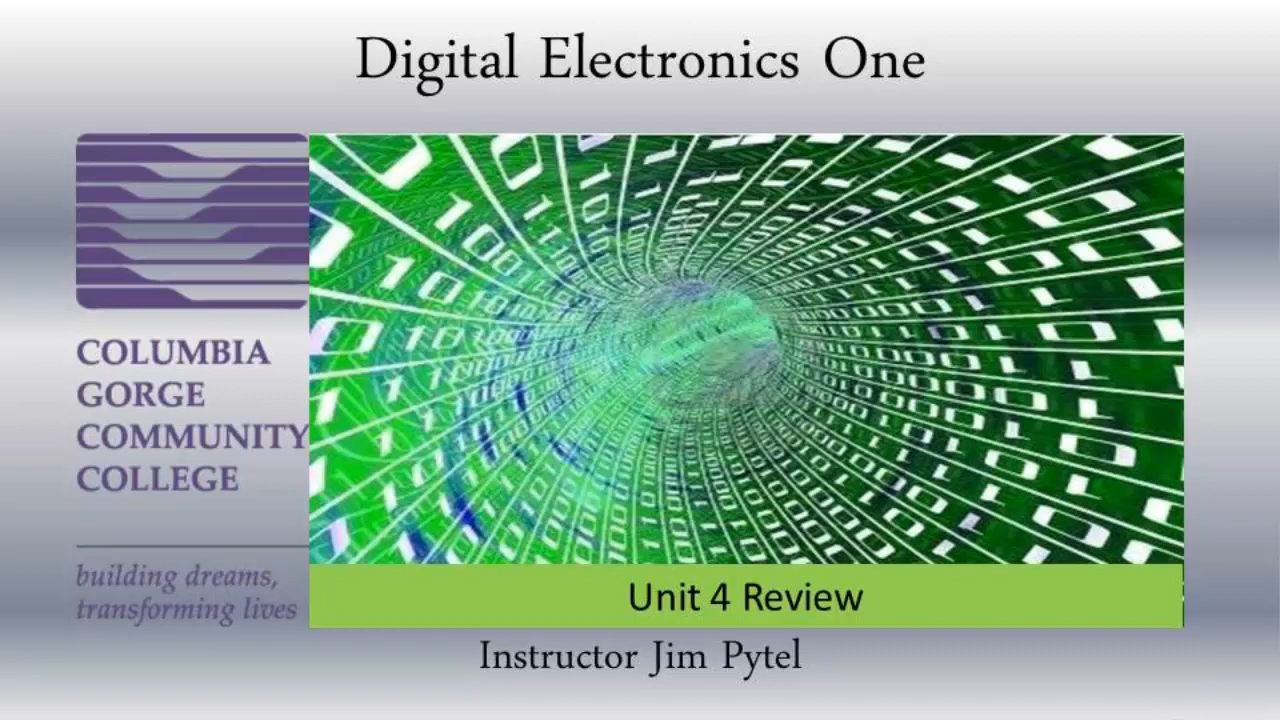 Digital Electronics One
COLUMBIA
GORGE
COMMUNITY
COLLEGE
building dreams,
transforming lives
Unit 4 Review
Instructor Jim Pytel